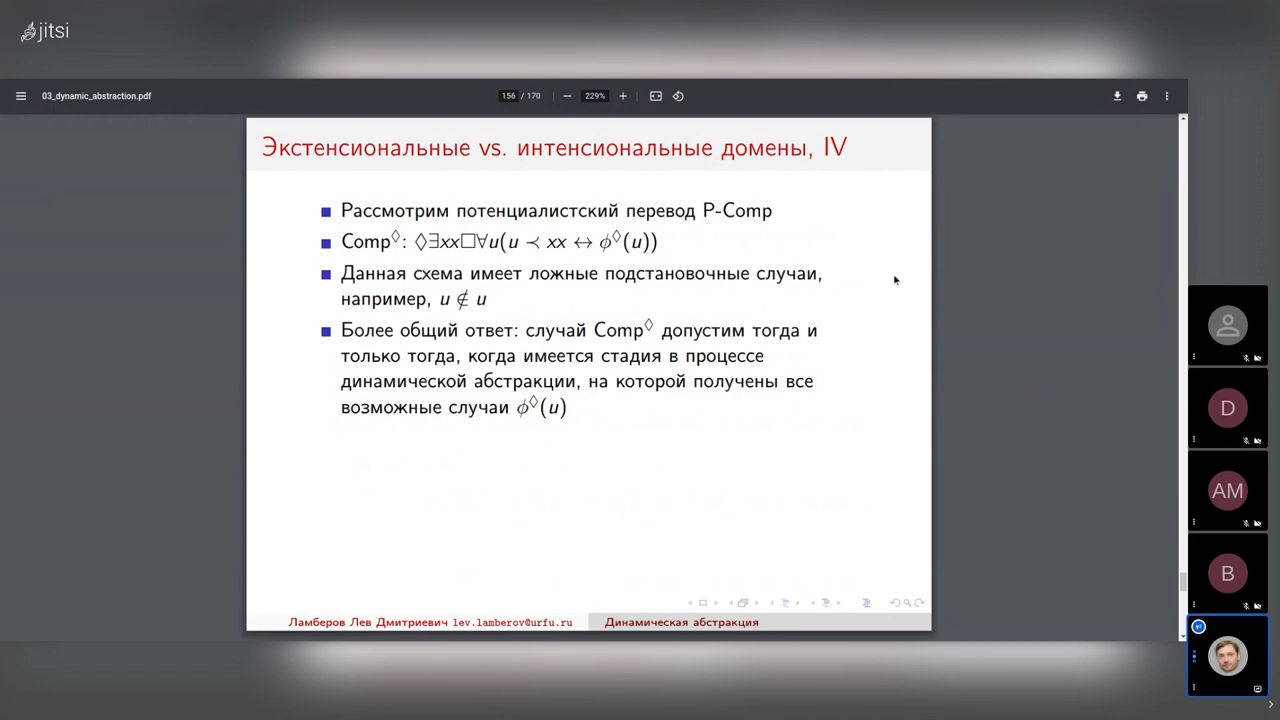 jitsi
03_dynamic_abstraction.pdf
156 / 170
229%
Экстенсиональные vs. интенсиональные домены, IV
Рассмотрим потенциалистский перевод P-Comp
Comp◊: ◊∃xx□∀u(u ≺ xx ↔ ϕ◊(u))
Данная схема имеет ложные подстановочные случаи,
например, u ∉ u
Более общий ответ: случай Comp◊ допустим тогда и
только тогда, когда имеется стадия в процессе
динамической абстракции, на которой получены все
возможные случаи ϕ◊(u)
Ламберов Лев Дмитриевич lev.lamberov@urfu.ru
Динамическая абстракция
D
AM
B